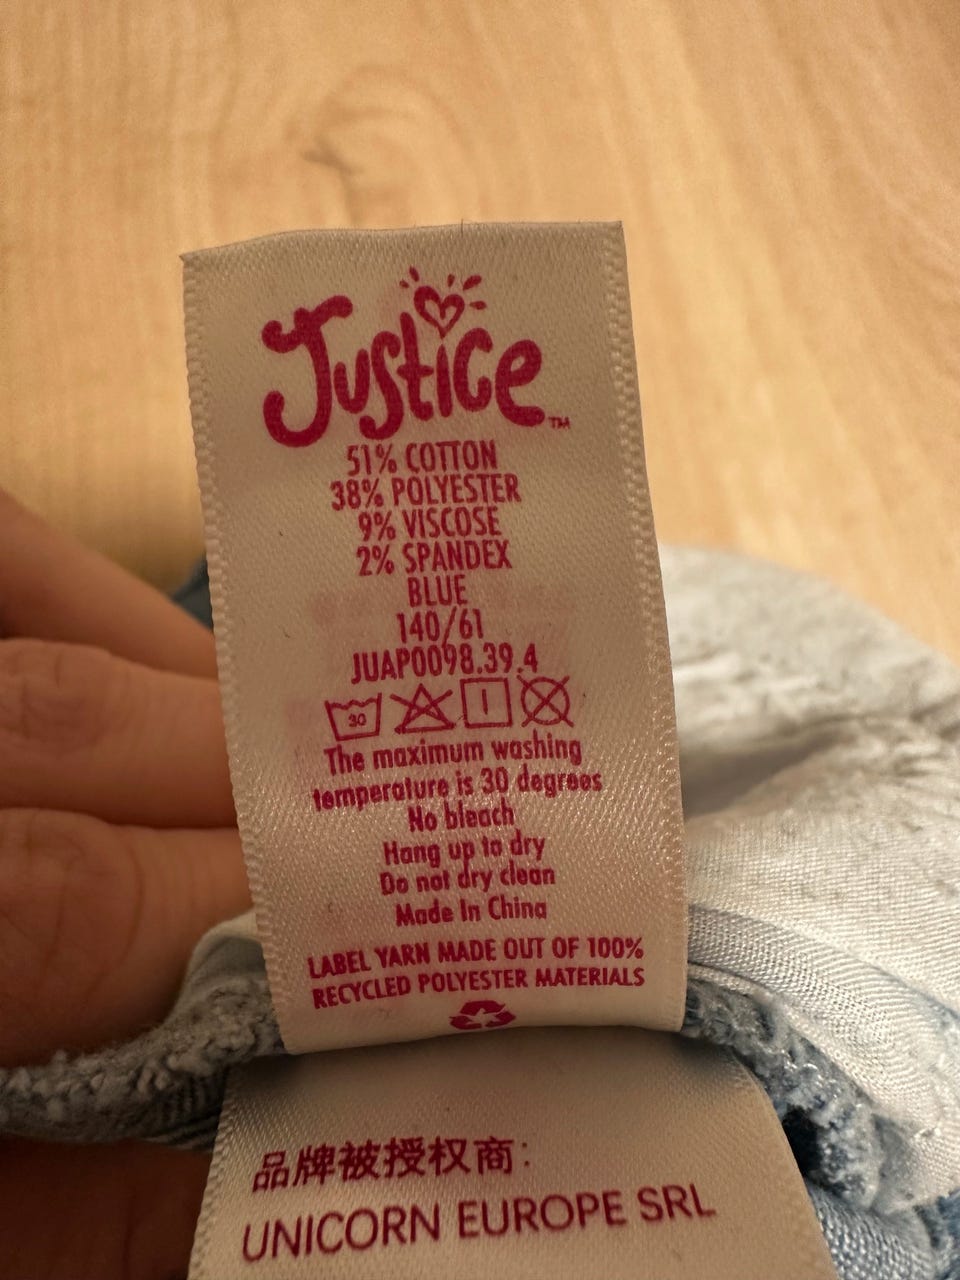 Justice™
51% COTTON
38% POLYESTER
9% VISCOSE
2% SPANDEX
BLUE
140/61
JUAP0098.39.4
30
The maximum washing
temperature is 30 degrees
No bleach
Hang up to dry
Do not dry clean
Made In China
LABEL YARN MADE OUT OF 100%
RECYCLED POLYESTER MATERIALS
品牌被授权商:
UNICORN EUROPE SRL